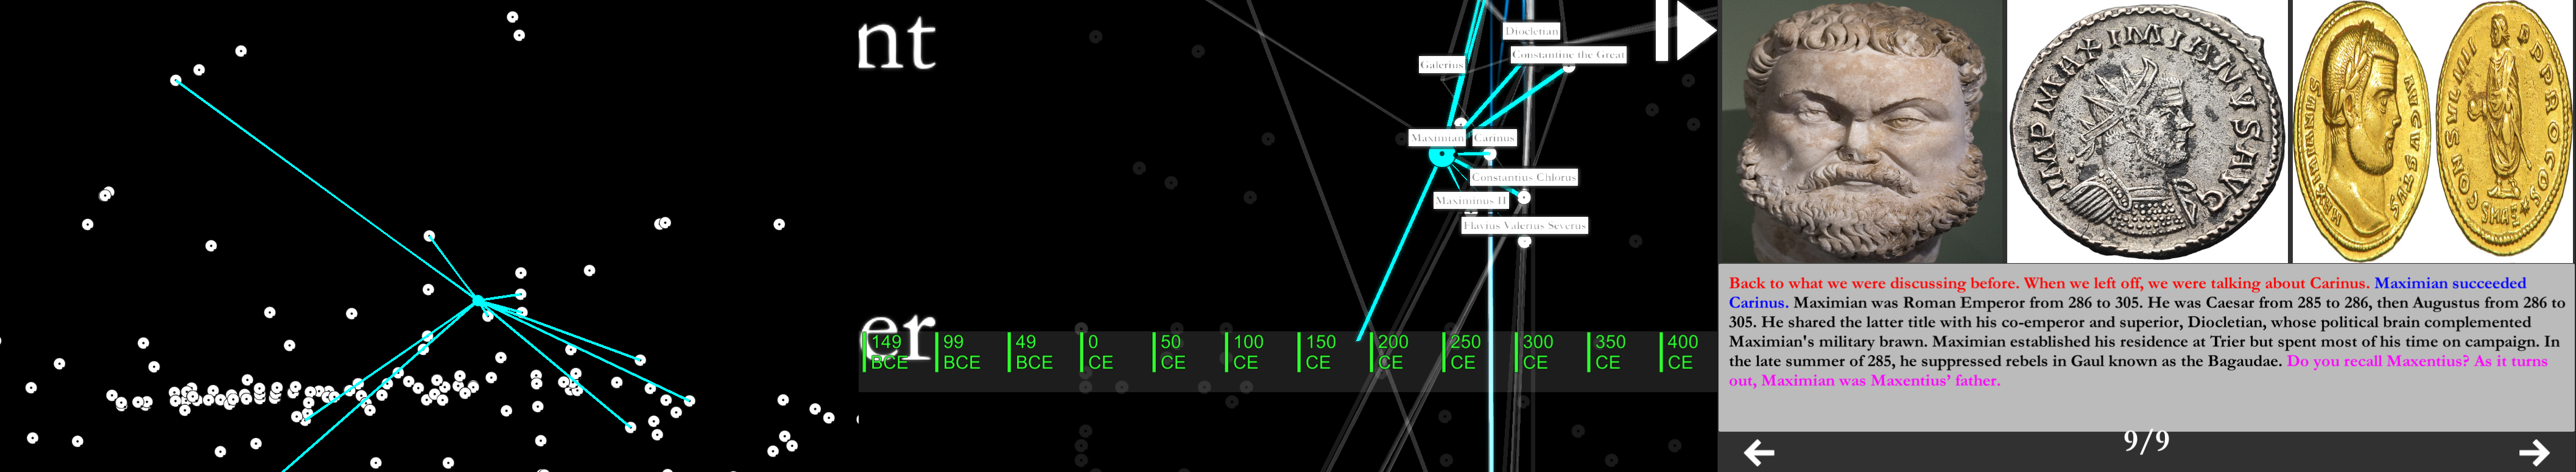 nt
er
Diocletian
Constantine the Great
Galerius
Maximian
Carinus
Constantius Chlorus
Maximinus II
Flavius Valerius Severus
149 BCE
99 BCE
49 BCE
0 CE
50 CE
100 CE
150 CE
200 CE
250 CE
300 CE
350 CE
400 CE
IMP MAXIMIANVS AVG
CONSVL IIII P P PROCOS
SMAZ
Back to what we were discussing before. When we left off, we were talking about Carinus. Maximian succeeded
Carinus. Maximian was Roman Emperor from 286 to 305. He was Caesar from 285 to 286, then Augustus from 286 to
305. He shared the latter title with his co-emperor and superior, Diocletian, whose political brain complemented
Maximian's military brawn. Maximian established his residence at Trier but spent most of his time on campaign. In
the late summer of 285, he suppressed rebels in Gaul known as the Bagaudae. Do you recall Maxentius? As it turns
out, Maximian was Maxentius’ father.
9/9